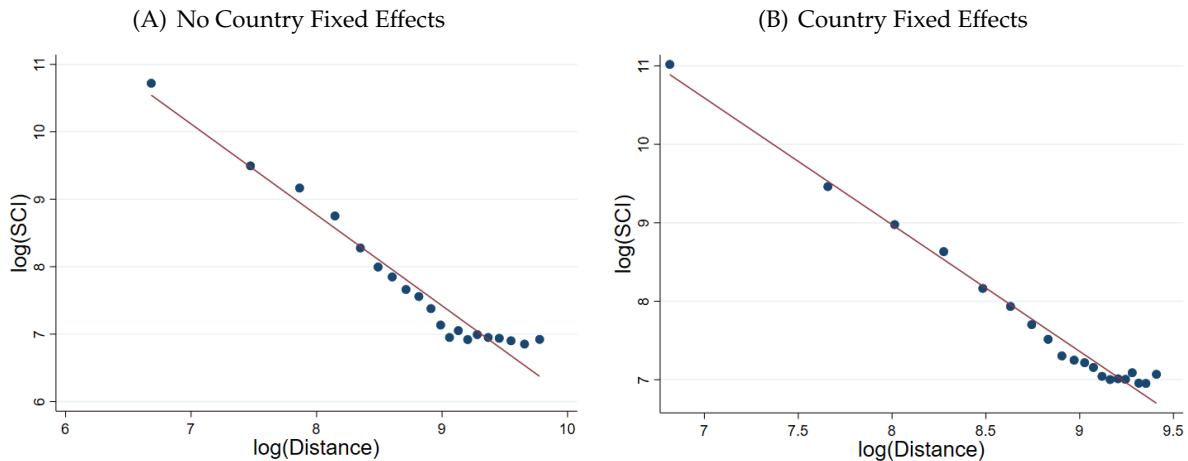 (A) No Country Fixed Effects
11
10
9
8
7
6
log(SCI)
6 7 8 9 10
log(Distance)
(B) Country Fixed Effects
11
10
9
8
7
log(SCI)
7 7.5 8 8.5 9 9.5
log(Distance)